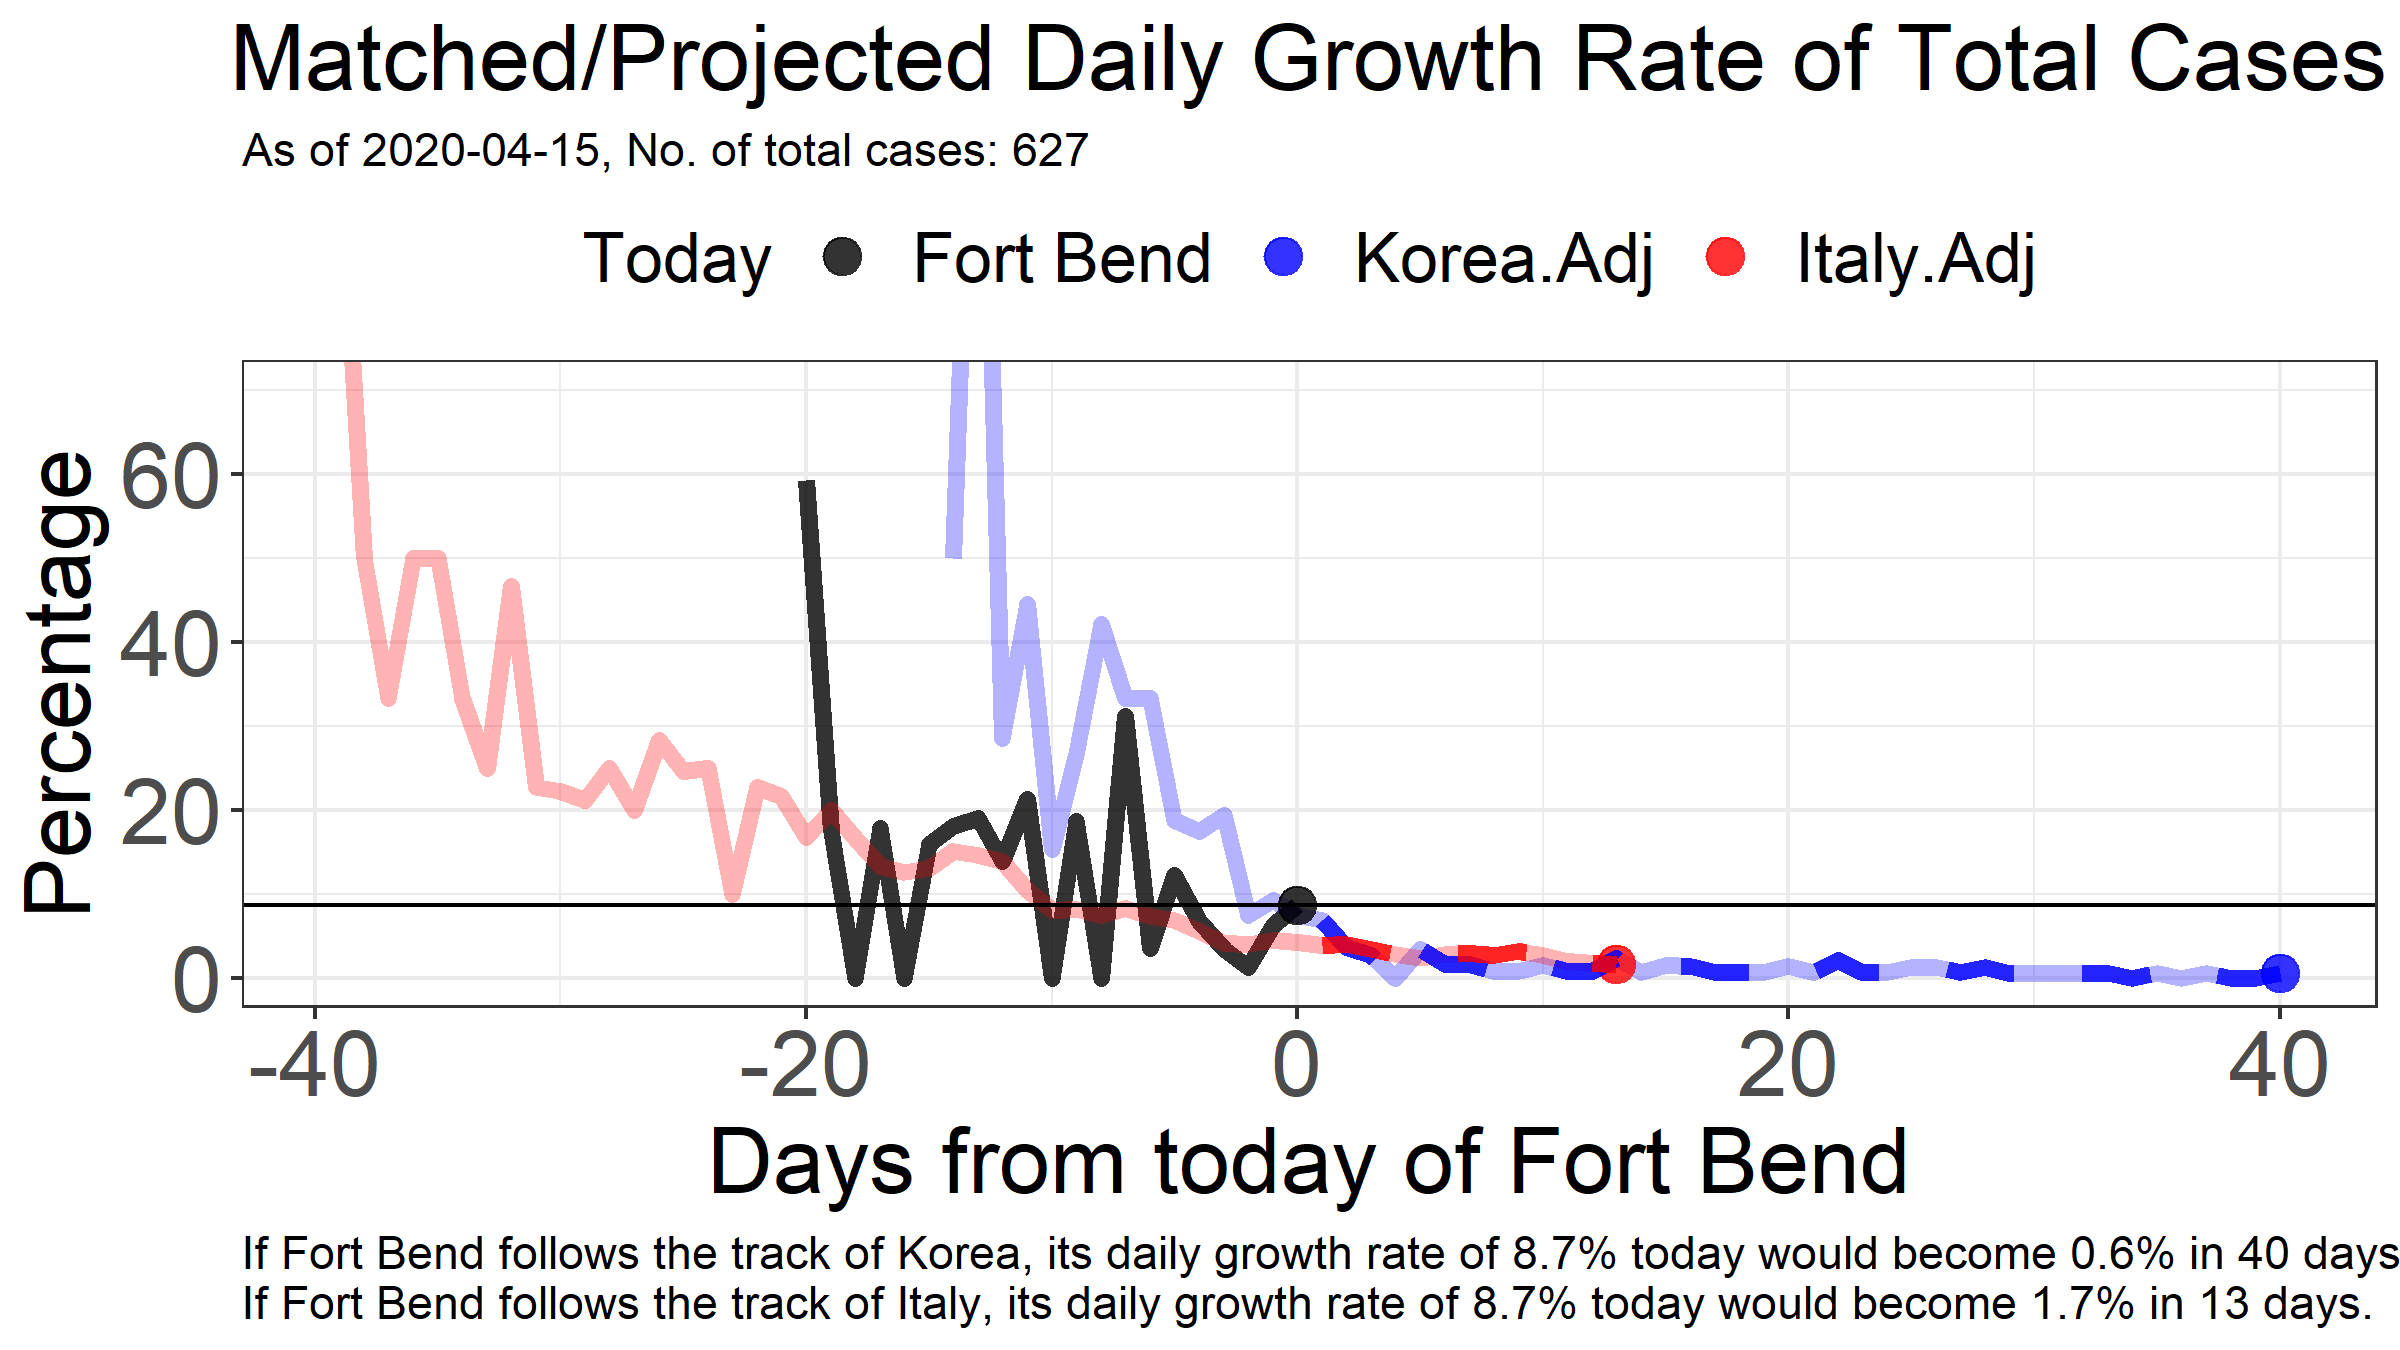 Matched/Projected Daily Growth Rate of Total Cases
As of 2020-04-15, No. of total cases: 627
Today Fort Bend Korea.Adj Italy.Adj
Percentage
60
40
20
0
-40 -20 0 20 40
Days from today of Fort Bend
If Fort Bend follows the track of Korea, its daily growth rate of 8.7% today would become 0.6% in 40 days
If Fort Bend follows the track of Italy, its daily growth rate of 8.7% today would become 1.7% in 13 days.